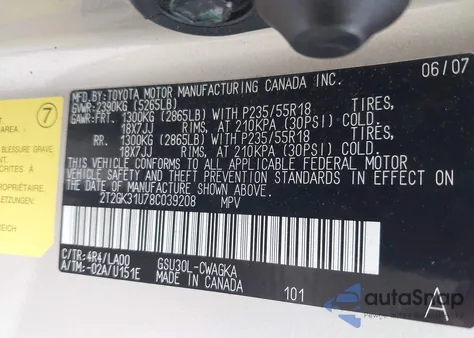 MFD.BY:TOYOTA MOTOR MANUFACTURING CANADA INC. 06/07
GVWR:2390KG (5265LB)
GAWR:FRT. 1300KG (2865LB) WITH P235/55R18 TIRES,
18X7JJ RIMS, AT 210KPA (30PSI) COLD.
RR. 1300KG (2865LB) WITH P235/55R18 TIRES,
18X7JJ RIMS, AT 210KPA (30PSI) COLD.
THIS VEHICLE CONFORMS TO ALL APPLICABLE FEDERAL MOTOR
VEHICLE SAFETY AND THEFT PREVENTION STANDARDS IN EFFECT ON
THE DATE OF MANUFACTURE SHOWN ABOVE.
2T2GK31U78C039208 MPV
C/TR:4R4/LA00 GSU30L-CWAGKA
A/TM:-02A/U151E MADE IN CANADA 101 A
7
AREA.
BLESSURE GRAVE
autoSnap